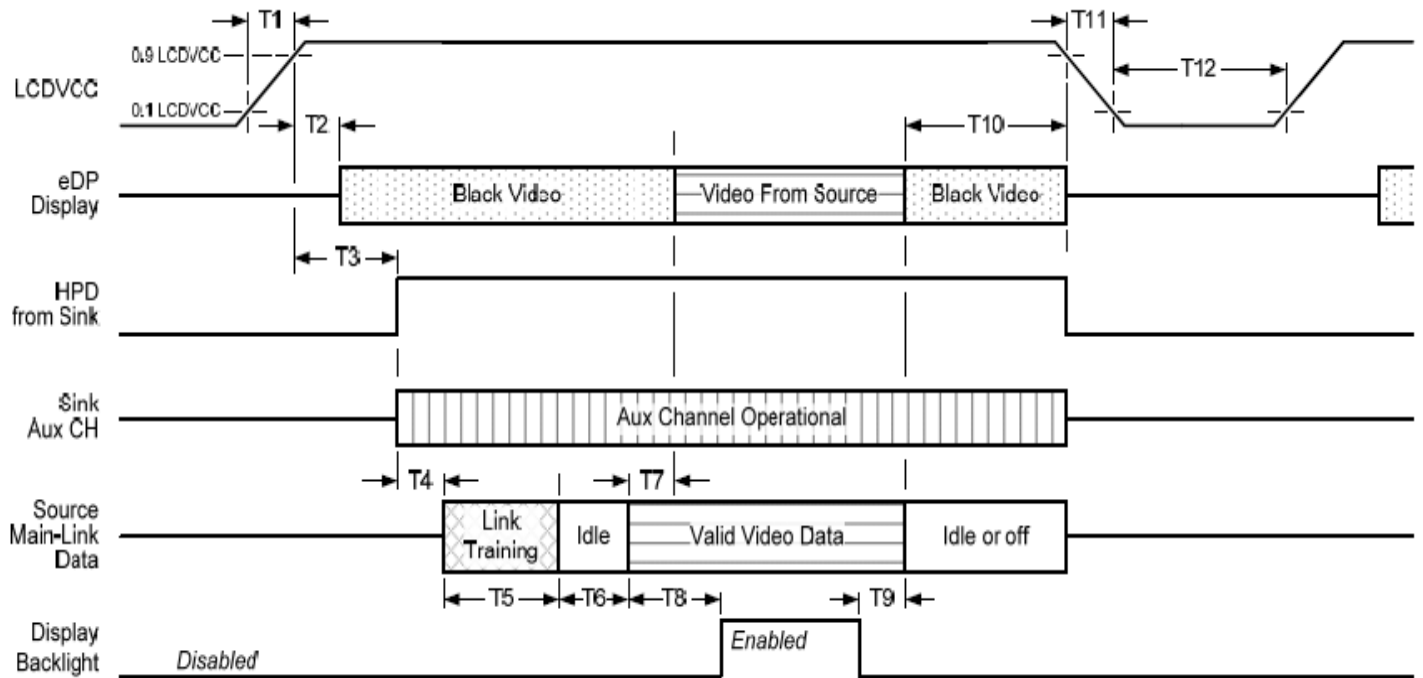 T1
T11
0.9 LCDVCC
T12
LCDVCC
0.1 LCDVCC
T2
T10
eDP
Display
Black Video
Video From Source
Black Video
T3
HPD
from Sink
Sink
Aux CH
Aux Channel Operational
T4
T7
Source
Main-Link
Data
Link
Training
Idle
Valid Video Data
Idle or off
T5
T6
T8
T9
Display
Backlight
Disabled
Enabled